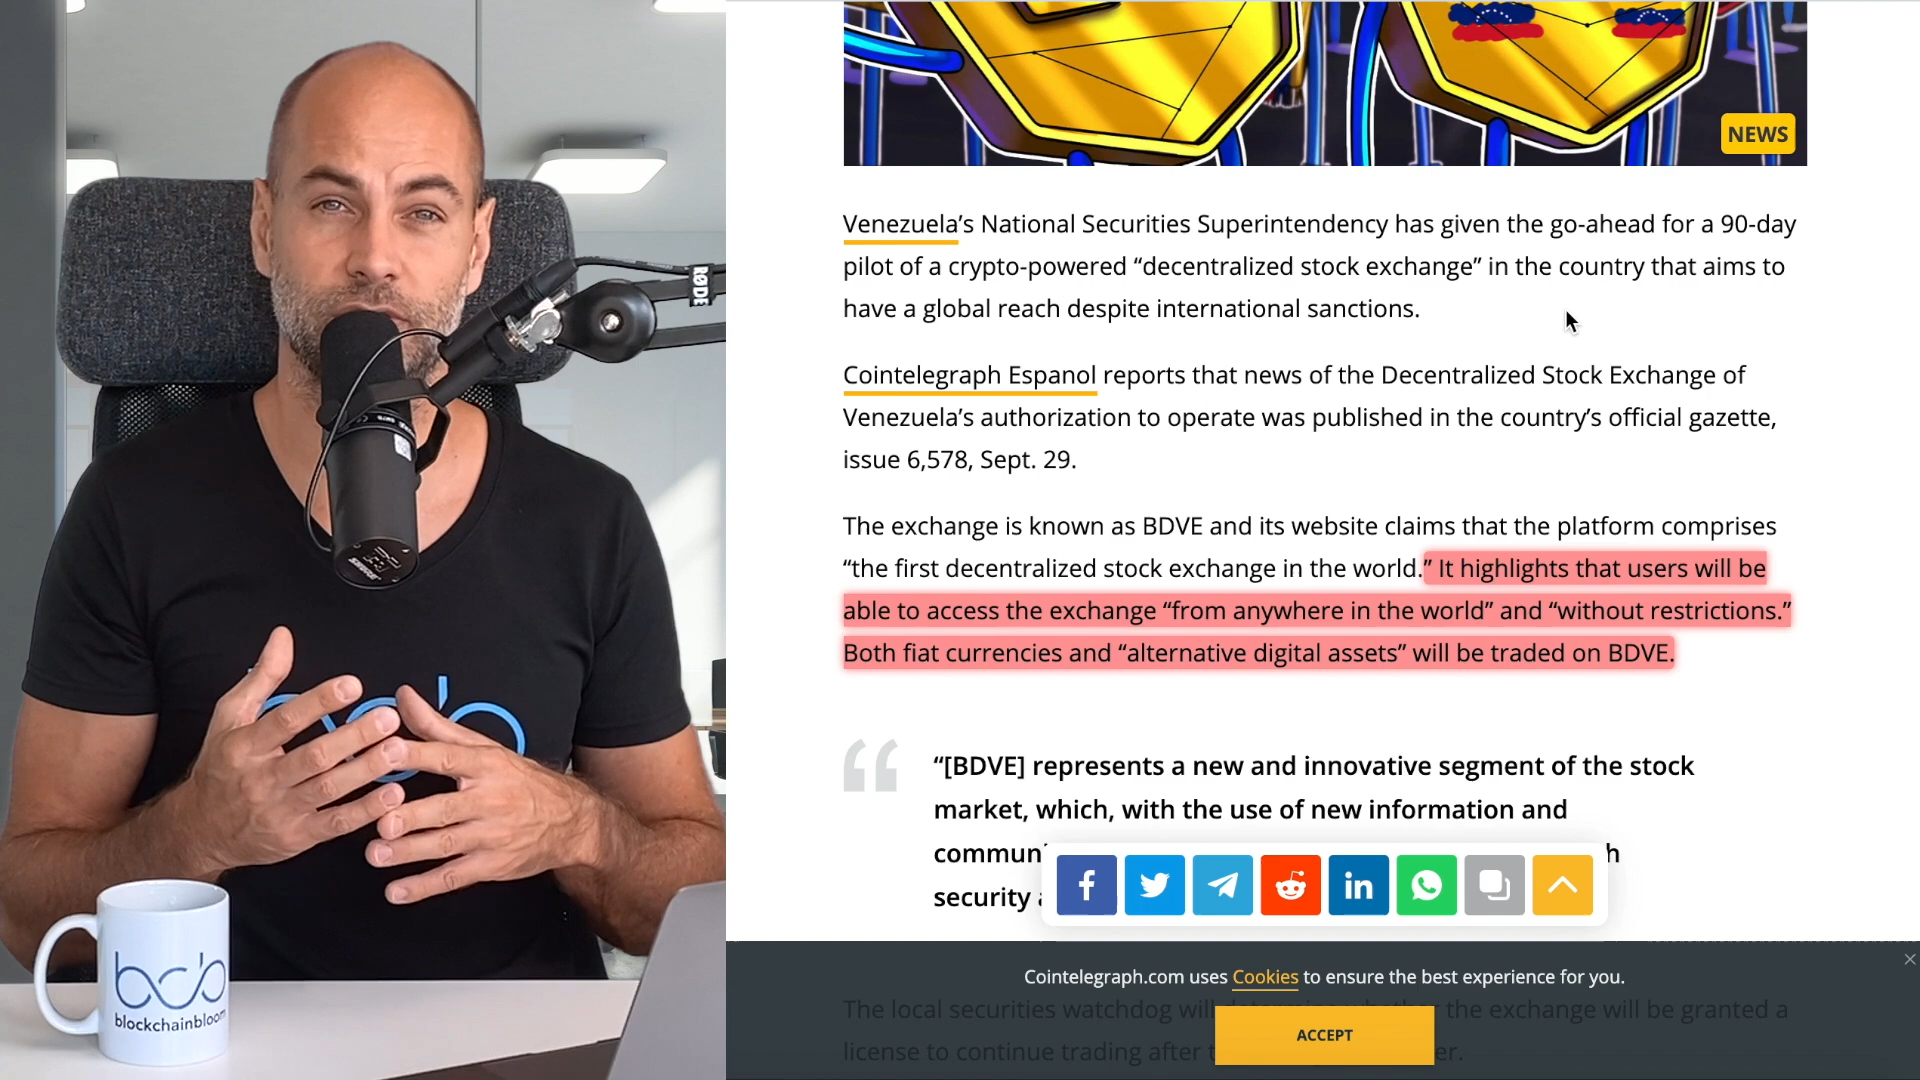 NEWS
Venezuela’s National Securities Superintendency has given the go-ahead for a 90-day
pilot of a crypto-powered “decentralized stock exchange” in the country that aims to
have a global reach despite international sanctions.
Cointelegraph Espanol reports that news of the Decentralized Stock Exchange of
Venezuela’s authorization to operate was published in the country’s official gazette,
issue 6,578, Sept. 29.
The exchange is known as BDVE and its website claims that the platform comprises
“the first decentralized stock exchange in the world.” It highlights that users will be
able to access the exchange “from anywhere in the world” and “without restrictions.”
Both fiat currencies and “alternative digital assets” will be traded on BDVE.
“[BDVE] represents a new and innovative segment of the stock
market, which, with the use of new information and
security
Cointelegraph.com uses Cookies to ensure the best experience for you.
The local securities watchdog will determine whether the exchange will be granted a
ACCEPT
license to continue trading after
RØDE
SHURE
bcb
blockchainbloom